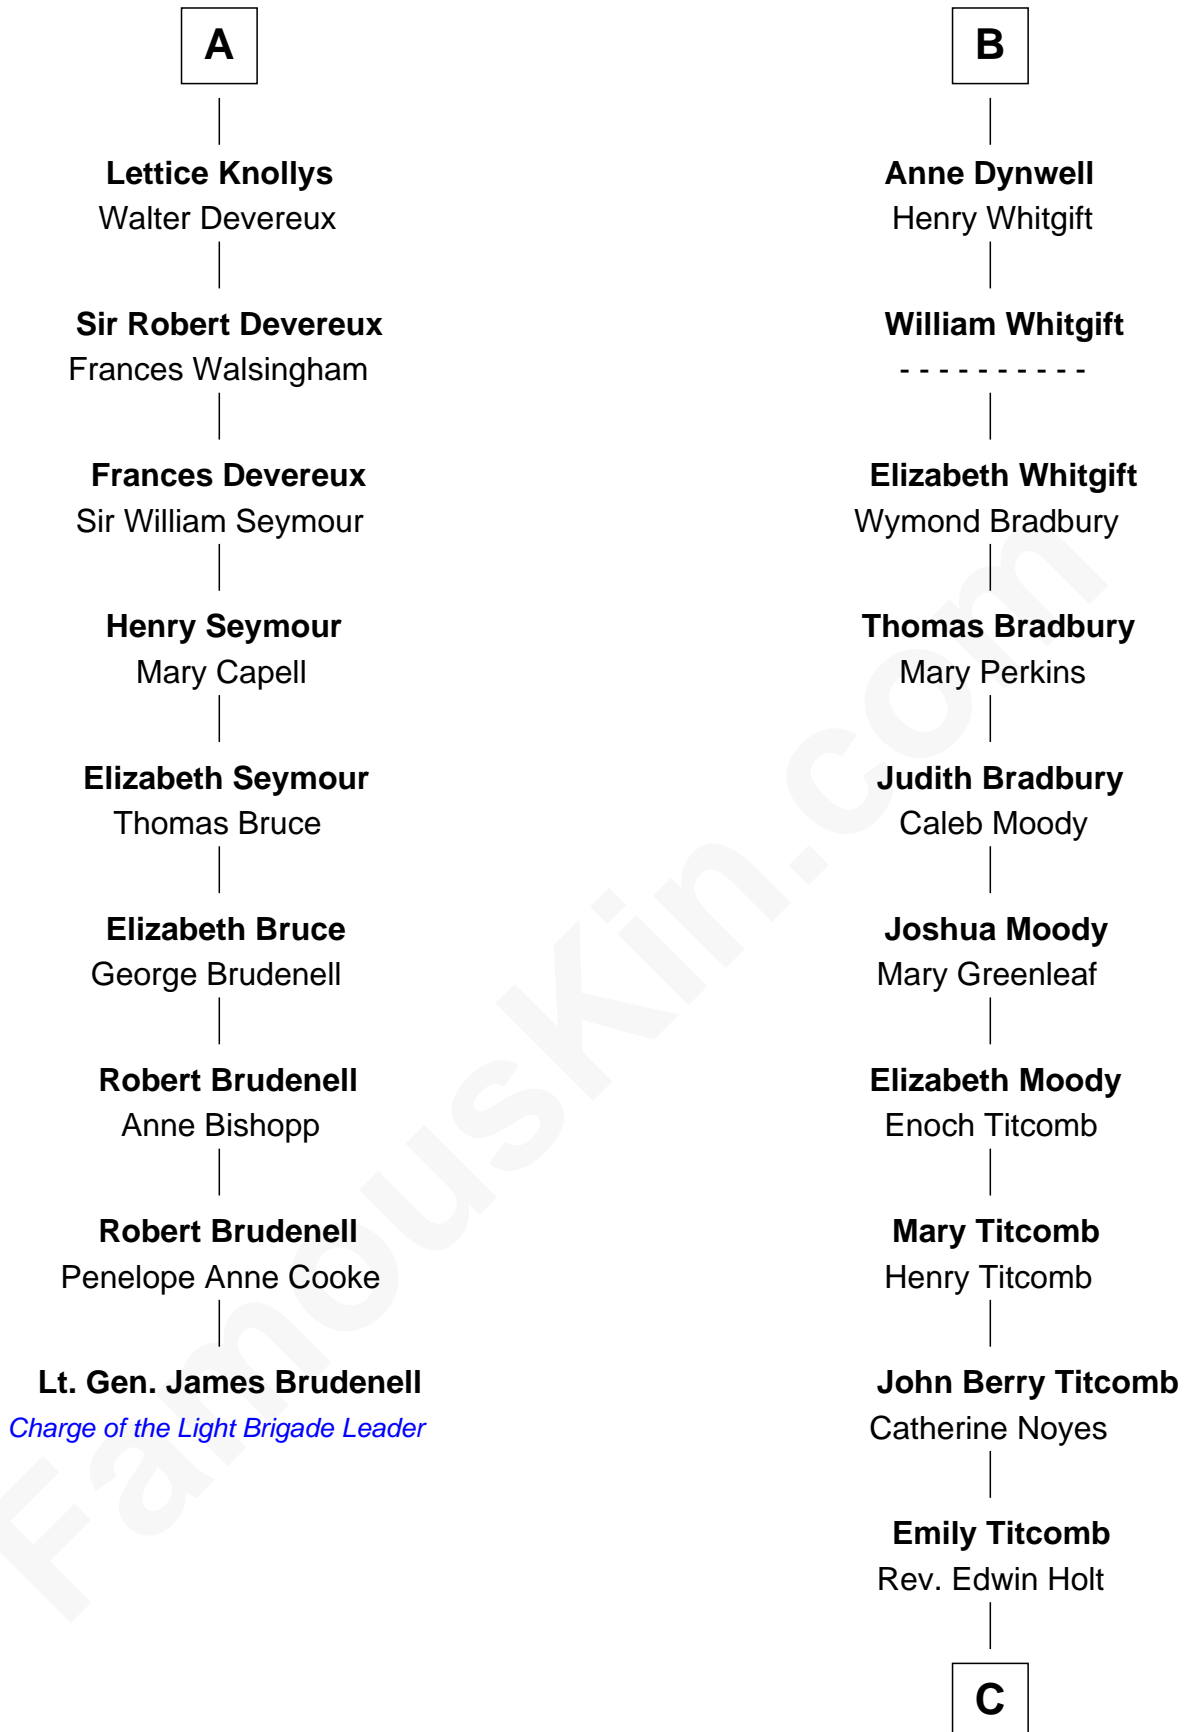 A
Lettice Knollys
Walter Devereux
Sir Robert Devereux
Frances Walsingham
Frances Devereux
Sir William Seymour
Henry Seymour
Mary Capell
Elizabeth Seymour
Thomas Bruce
Elizabeth Bruce
George Brudenell
Robert Brudenell
Anne Bishopp
Robert Brudenell
Penelope Anne Cooke
Lt. Gen. James Brudenell
Charge of the Light Brigade Leader
B
Anne Dynwell
Henry Whitgift
William Whitgift
- - - - - - - - - -
Elizabeth Whitgift
Wymond Bradbury
Thomas Bradbury
Mary Perkins
Judith Bradbury
Caleb Moody
Joshua Moody
Mary Greenleaf
Elizabeth Moody
Enoch Titcomb
Mary Titcomb
Henry Titcomb
John Berry Titcomb
Catherine Noyes
Emily Titcomb
Rev. Edwin Holt
C
FamousKin.com